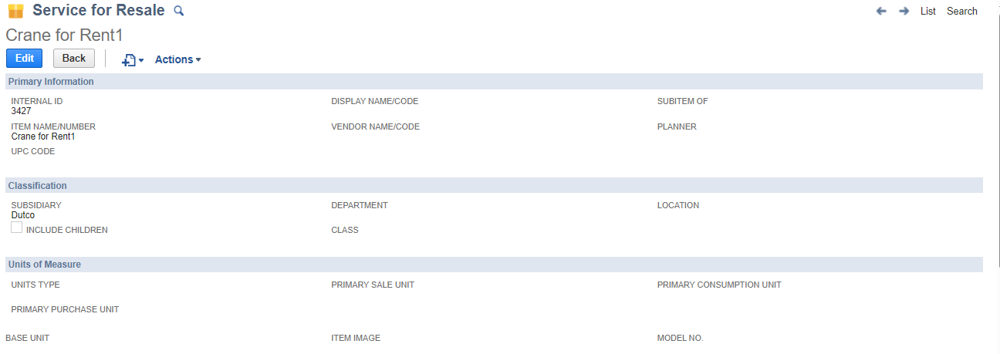 Service for Resale
List Search
Crane for Rent1
Edit Back Actions
Primary Information
INTERNAL ID DISPLAY NAME/CODE SUBITEM OF
3427
ITEM NAME/NUMBER VENDOR NAME/CODE PLANNER
Crane for Rent1
UPC CODE
Classification
SUBSIDIARY DEPARTMENT LOCATION
Dutco
INCLUDE CHILDREN CLASS
Units of Measure
UNITS TYPE PRIMARY SALE UNIT PRIMARY CONSUMPTION UNIT
PRIMARY PURCHASE UNIT
BASE UNIT ITEM IMAGE MODEL NO.